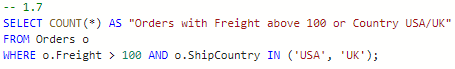 -- 1.7
SELECT COUNT(*) AS "Orders with Freight above 100 or Country USA/UK"
FROM Orders o
WHERE o.Freight > 100 AND o.ShipCountry IN ('USA', 'UK');